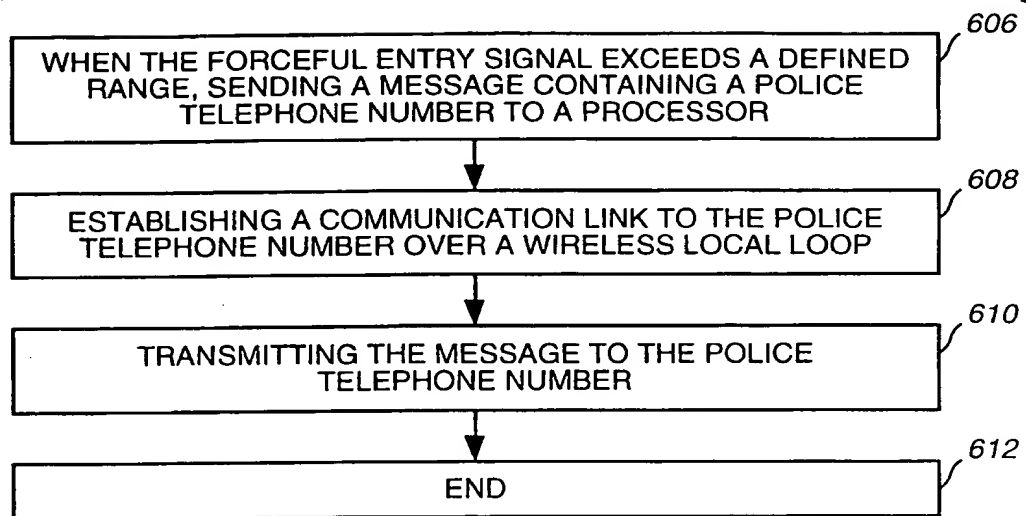 606
WHEN THE FORCEFUL ENTRY SIGNAL EXCEEDS A DEFINED
RANGE, SENDING A MESSAGE CONTAINING A POLICE
TELEPHONE NUMBER TO A PROCESSOR
608
ESTABLISHING A COMMUNICATION LINK TO THE POLICE
TELEPHONE NUMBER OVER A WIRELESS LOCAL LOOP
610
TRANSMITTING THE MESSAGE TO THE POLICE
TELEPHONE NUMBER
612
END